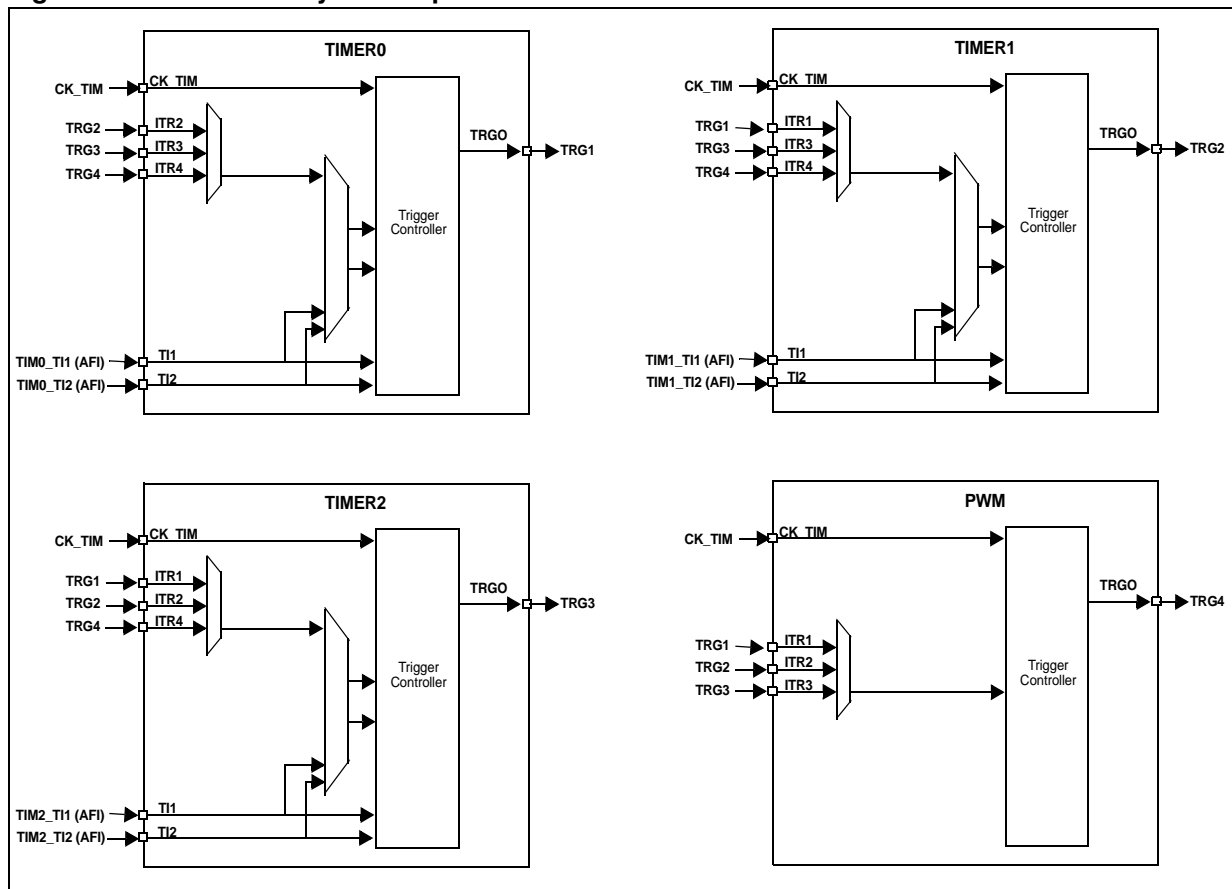 TIMER0
CK_TIM
CK_TIM
TRG2
ITR2
TRG3
ITR3
TRG4
ITR4
TRGO
TRG1
Trigger
Controller
TIM0_TI1 (AFI)
TI1
TIM0_TI2 (AFI)
TI2
TIMER1
CK_TIM
CK_TIM
TRG1
ITR1
TRG3
ITR3
TRG4
ITR4
TRGO
TRG2
Trigger
Controller
TIM1_TI1 (AFI)
TI1
TIM1_TI2 (AFI)
TI2
TIMER2
CK_TIM
CK_TIM
TRG1
ITR1
TRG2
ITR2
TRG4
ITR4
TRGO
TRG3
Trigger
Controller
TIM2_TI1 (AFI)
TI1
TIM2_TI2 (AFI)
TI2
PWM
CK_TIM
CK_TIM
TRG1
ITR1
TRG2
ITR2
TRG3
ITR3
TRGO
TRG4
Trigger
Controller